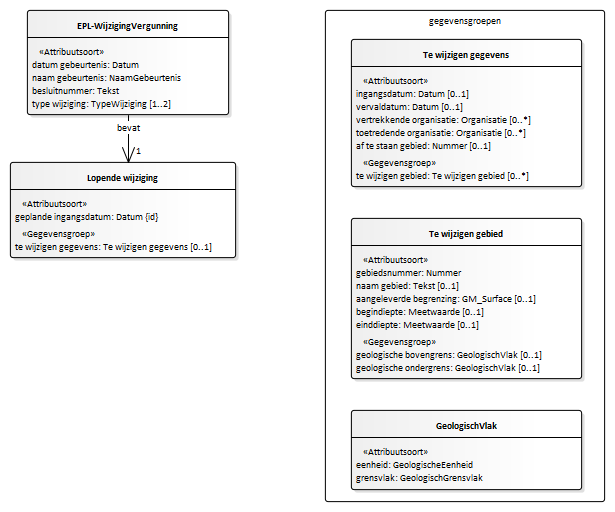 EPL-WijzigingVergunning
«Attribuutsoort»
datum gebeurtenis: Datum
naam gebeurtenis: NaamGebeurtenis
besluitnummer: Tekst
type wijziging: TypeWijziging [1..2]
bevat
1
Lopende wijziging
«Attribuutsoort»
geplande ingangsdatum: Datum {id}
«Gegevensgroep»
te wijzigen gegevens: Te wijzigen gegevens [0..1]
gegevensgroepen
Te wijzigen gegevens
«Attribuutsoort»
ingangsdatum: Datum [0..1]
vervaldatum: Datum [0..1]
vertrekkende organisatie: Organisatie [0..*]
toetredende organisatie: Organisatie [0..*]
af te staan gebied: Nummer [0..1]
«Gegevensgroep»
te wijzigen gebied: Te wijzigen gebied [0..*]
Te wijzigen gebied
«Attribuutsoort»
gebiedsnummer: Nummer
naam gebied: Tekst [0..1]
aangeleverde begrenzing: GM_Surface [0..1]
begindiepte: Meetwaarde [0..1]
einddiepte: Meetwaarde [0..1]
«Gegevensgroep»
geologische bovengrens: GeologischVlak [0..1]
geologische ondergrens: GeologischVlak [0..1]
GeologischVlak
«Attribuutsoort»
eenheid: GeologischeEenheid
grensvlak: GeologischGrensvlak